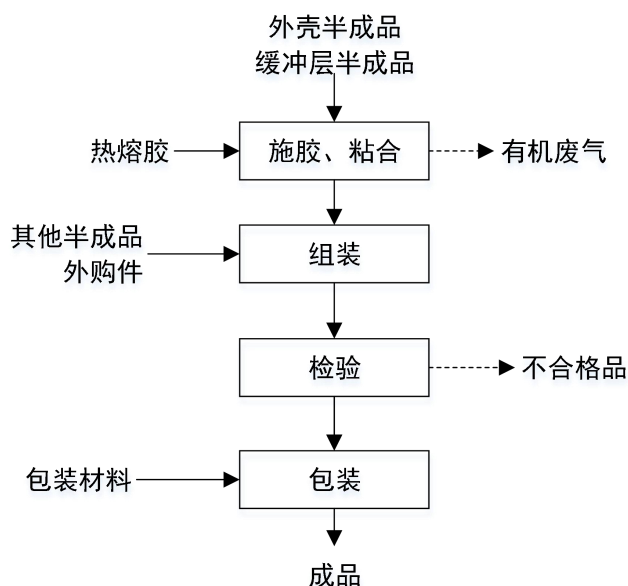 外壳半成品
缓冲层半成品
热熔胶
施胶、粘合
有机废气
其他半成品
外购件
组装
检验
不合格品
包装材料
包装
成品